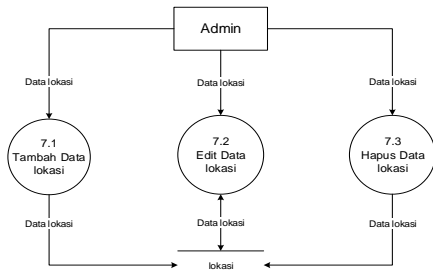 Admin
Data lokasi
Data lokasi
Data lokasi
7.1
Tambah Data
lokasi
7.2
Edit Data
lokasi
7.3
Hapus Data
lokasi
Data lokasi
Data lokasi
Data lokasi
lokasi